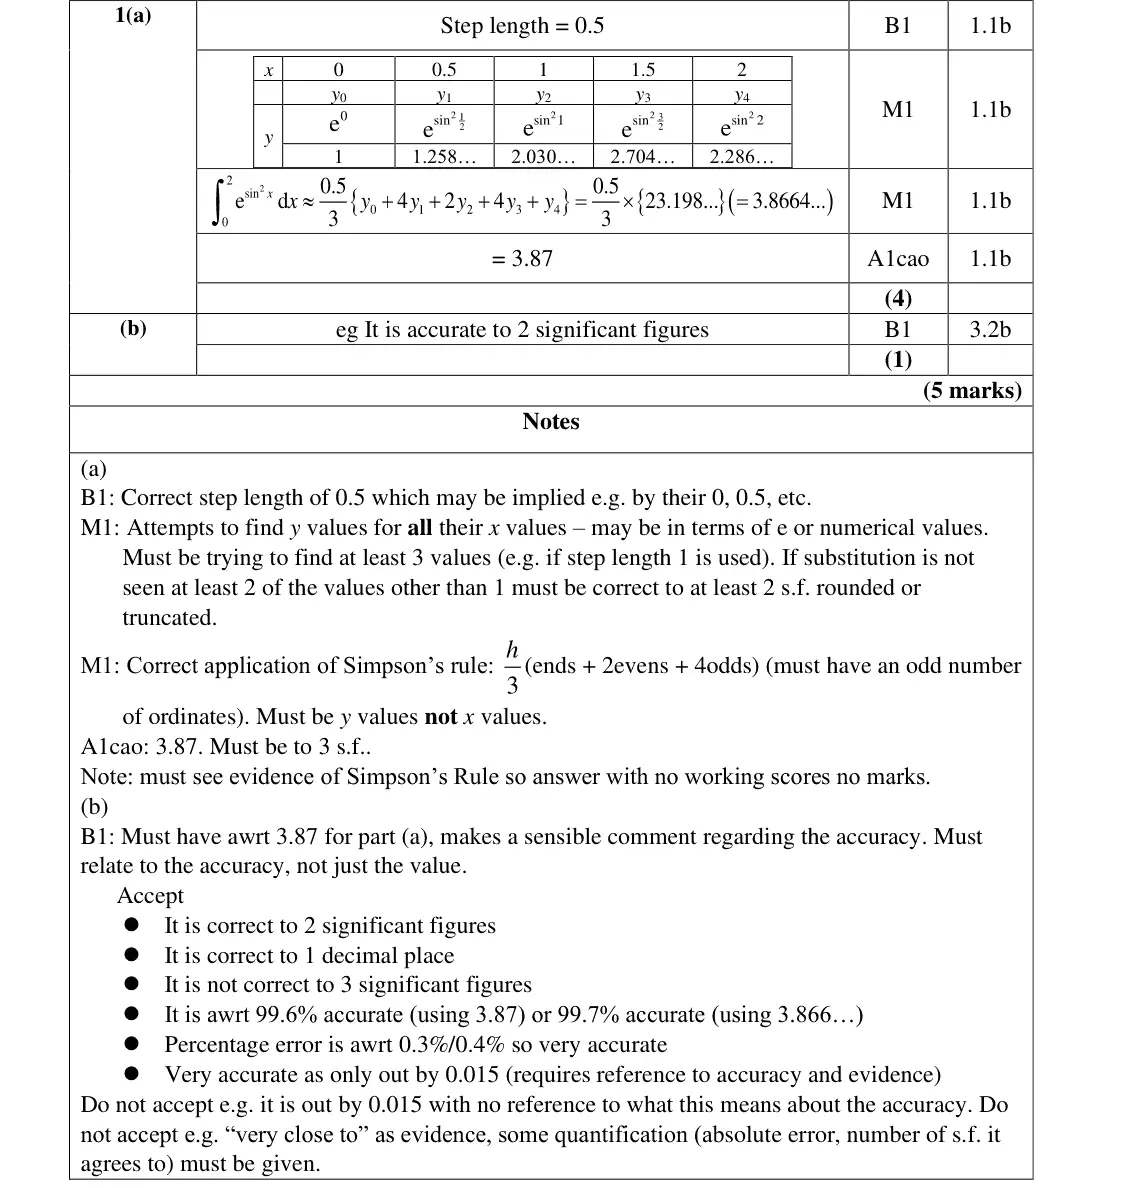 1(a) Step length = 0.5 B1 1.1b
x 0 0.5 1 1.5 2
y₀ y₁ y₂ y₃ y₄
y e⁰ e^(sin² ½) e^(sin² 1) e^(sin² 3/2) e^(sin² 2) M1 1.1b
1 1.258… 2.030… 2.704… 2.286…
∫₀² e^(sin² x) dx ≈ 0.5/3 {y₀ + 4y₁ + 2y₂ + 4y₃ + y₄} = 0.5/3 × {23.198...}(= 3.8664...) M1 1.1b
= 3.87 A1cao 1.1b
(4)
(b) eg It is accurate to 2 significant figures B1 3.2b
(1)
(5 marks)
Notes
(a)
B1: Correct step length of 0.5 which may be implied e.g. by their 0, 0.5, etc.
M1: Attempts to find y values for all their x values – may be in terms of e or numerical values.
Must be trying to find at least 3 values (e.g. if step length 1 is used). If substitution is not
seen at least 2 of the values other than 1 must be correct to at least 2 s.f. rounded or
truncated.
M1: Correct application of Simpson’s rule: h/3 (ends + 2evens + 4odds) (must have an odd number
of ordinates). Must be y values not x values.
A1cao: 3.87. Must be to 3 s.f..
Note: must see evidence of Simpson’s Rule so answer with no working scores no marks.
(b)
B1: Must have awrt 3.87 for part (a), makes a sensible comment regarding the accuracy. Must
relate to the accuracy, not just the value.
Accept
● It is correct to 2 significant figures
● It is correct to 1 decimal place
● It is not correct to 3 significant figures
● It is awrt 99.6% accurate (using 3.87) or 99.7% accurate (using 3.866…)
● Percentage error is awrt 0.3%/0.4% so very accurate
● Very accurate as only out by 0.015 (requires reference to accuracy and evidence)
Do not accept e.g. it is out by 0.015 with no reference to what this means about the accuracy. Do
not accept e.g. “very close to” as evidence, some quantification (absolute error, number of s.f. it
agrees to) must be given.